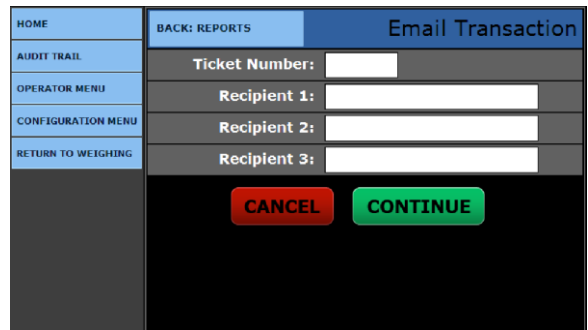 HOME
AUDIT TRAIL
OPERATOR MENU
CONFIGURATION MENU
RETURN TO WEIGHING
BACK: REPORTS
Email Transaction
Ticket Number:
Recipient 1:
Recipient 2:
Recipient 3:
CANCEL
CONTINUE